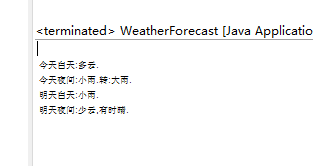 <terminated> WeatherForecast [Java Applicatio
今天白天:多云.
今天夜间:小雨.转:大雨.
明天白天:小雨.
明天夜间:少云,有时晴.